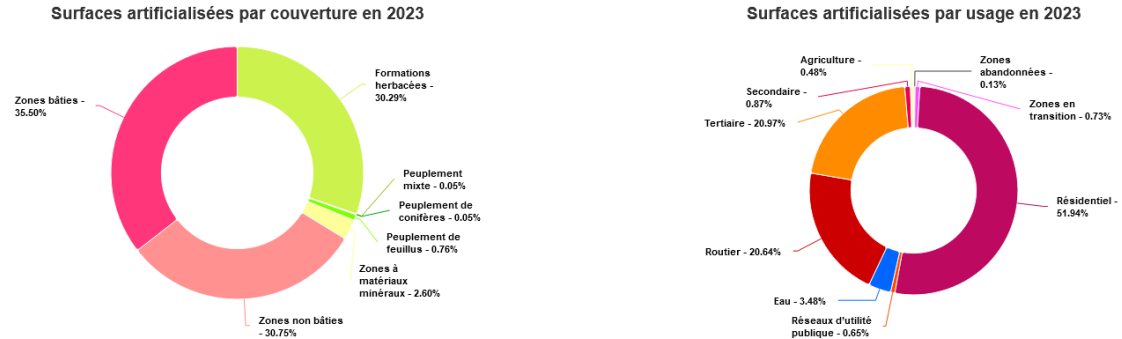 Surfaces artificialisées par couverture en 2023
Formations
herbacées -
30.29%
Zones bâties -
35.50%
Peuplement
mixte - 0.05%
Peuplement de
conifères - 0.05%
Peuplement de
feuillus - 0.76%
Zones à
matériaux
minéraux - 2.60%
Zones non bâties
- 30.75%
Surfaces artificialisées par usage en 2023
Agriculture -
0.48%
Zones
abandonnées -
0.13%
Secondaire -
0.87%
Zones en
transition - 0.73%
Tertiaire - 20.97%
Résidentiel -
51.94%
Routier - 20.64%
Eau - 3.48%
Réseaux d’utilité
publique - 0.65%